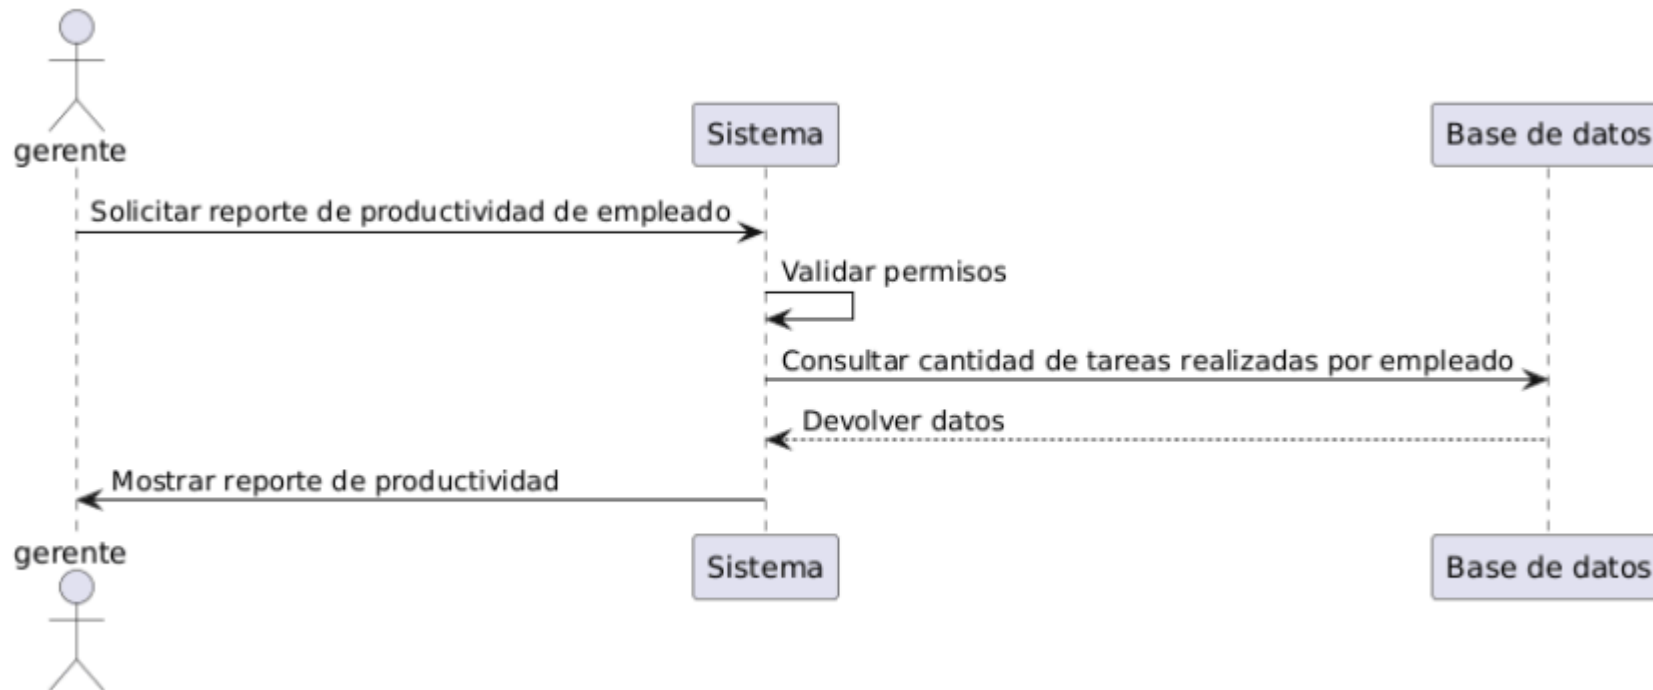 gerente
Sistema
Base de datos
Solicitar reporte de productividad de empleado
Validar permisos
Consultar cantidad de tareas realizadas por empleado
Devolver datos
Mostrar reporte de productividad
gerente
Sistema
Base de datos